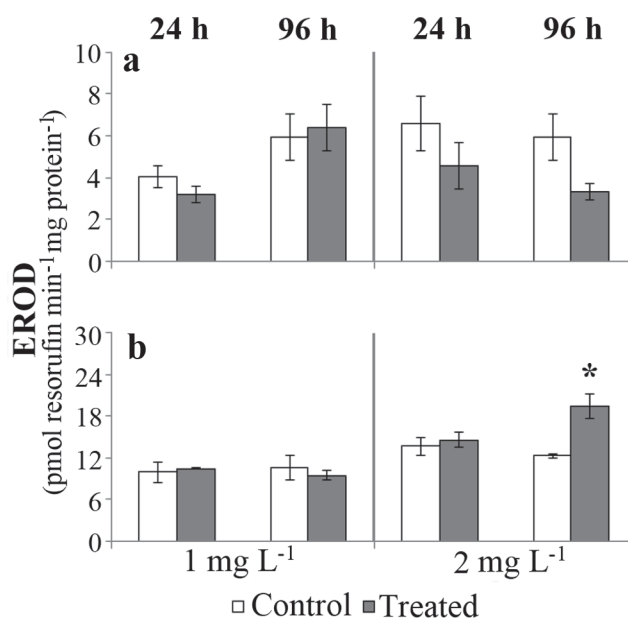 24 h 96 h 24 h 96 h
a
10
8
6
4
2
0
EROD
(pmol resorufin min⁻¹ mg protein⁻¹)
b
30
24
18
12
6
0
*
1 mg L⁻¹ 2 mg L⁻¹
Control Treated